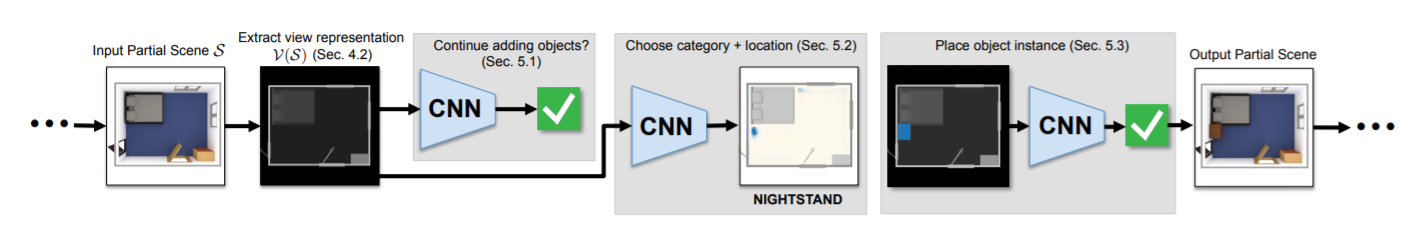 Input Partial Scene 𝒮
Extract view representation
𝒱(𝒮) (Sec. 4.2)
Continue adding objects?
(Sec. 5.1)
CNN
Choose category + location (Sec. 5.2)
CNN
NIGHTSTAND
Place object instance (Sec. 5.3)
CNN
Output Partial Scene